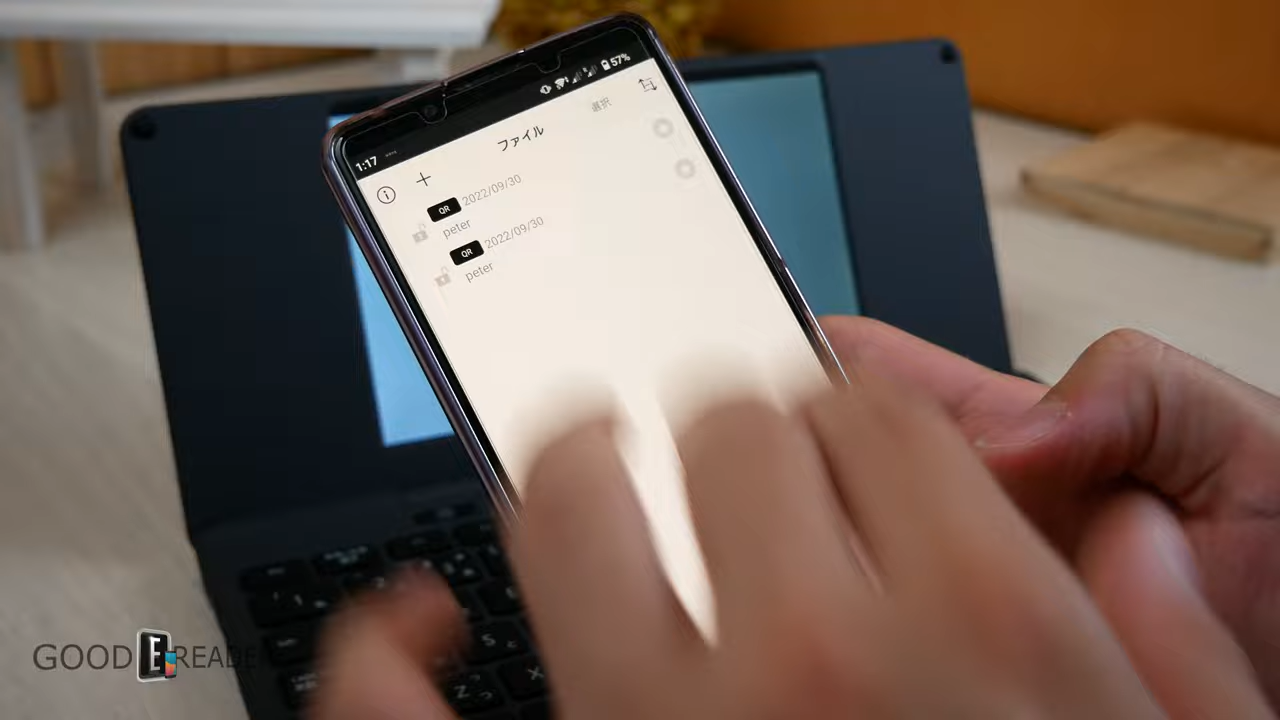 1:17
57%
選択
ファイル
QR 2022/09/30
peter
QR 2022/09/30
peter
GOOD E READE
Z
X